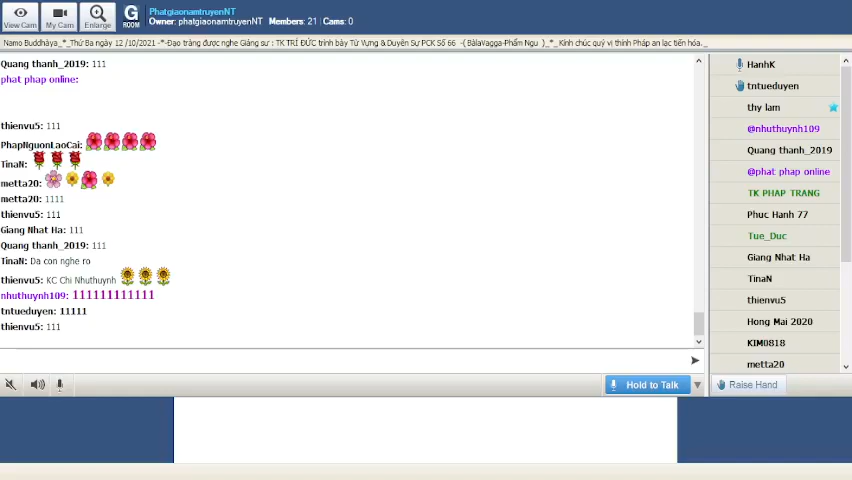 PhatgiaonamtruyenNT
Owner: phatgiaonamtruyenNT Members: 21 | Cams: 0
View Cam
My Cam
Enlarge
G
ROOM
Namo Buddhàya_*_Thứ Ba ngày 12 /10/2021 -*-Đạo tràng được nghe Giảng sư : TK TRÍ ĐỨC trình bày Từ Vựng & Duyên Sự PCK Số 66 -( BàlaVagga-Phẩm Ngu )_*_ Kính chúc quý vị thính Pháp an lạc tiến hóa._
Quang thanh_2019: 111
phat phap online:
thienvu5: 111
PhapNguonLaoCai:
TinaN:
metta20:
metta20: 1111
thienvu5: 111
Giang Nhat Ha: 111
Quang thanh_2019: 111
TinaN: Da con nghe ro
thienvu5: KC Chi Nhuthuynh
nhuthuynh109: 111111111111
tntueduyen: 11111
thienvu5: 111
Hold to Talk
HanhK
tntueduyen
thy lam
@nhuthuynh109
Quang thanh_2019
@phat phap online
TK PHAP TRANG
Phuc Hanh 77
Tue_Duc
Giang Nhat Ha
TinaN
thienvu5
Hong Mai 2020
KIM0818
metta20
Raise Hand